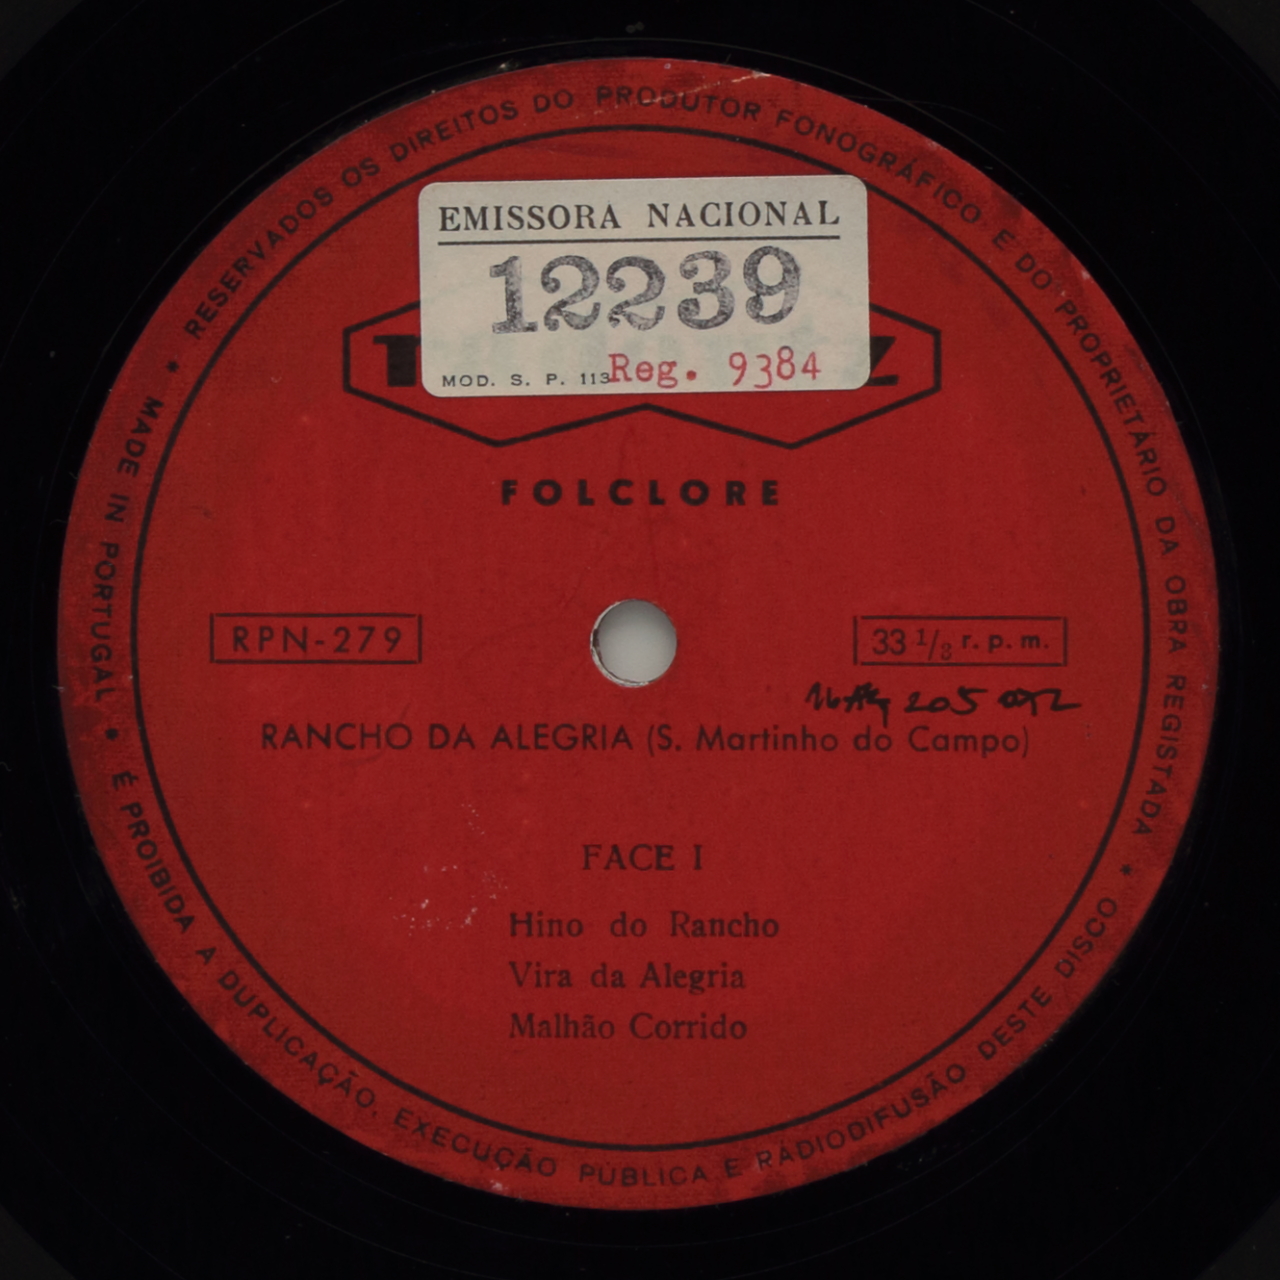 RESERVADOS OS DIREITOS DO PRODUTOR FONOGRÁFICO E DO PROPRIETÁRIO DA OBRA REGISTADA *
EMISSORA NACIONAL
12239
MOD. S. P. 113 Reg. 9384
FOLCLORE
RPN-279
33 1/3 r. p. m.
205
RANCHO DA ALEGRIA (S. Martinho do Campo)
FACE I
Hino do Rancho
Vira da Alegria
Malhão Corrido
* MADE IN PORTUGAL *
É PROIBIDA A DUPLICAÇÃO, EXECUÇÃO PÚBLICA E RÁDIODIFUSÃO DESTE DISCO